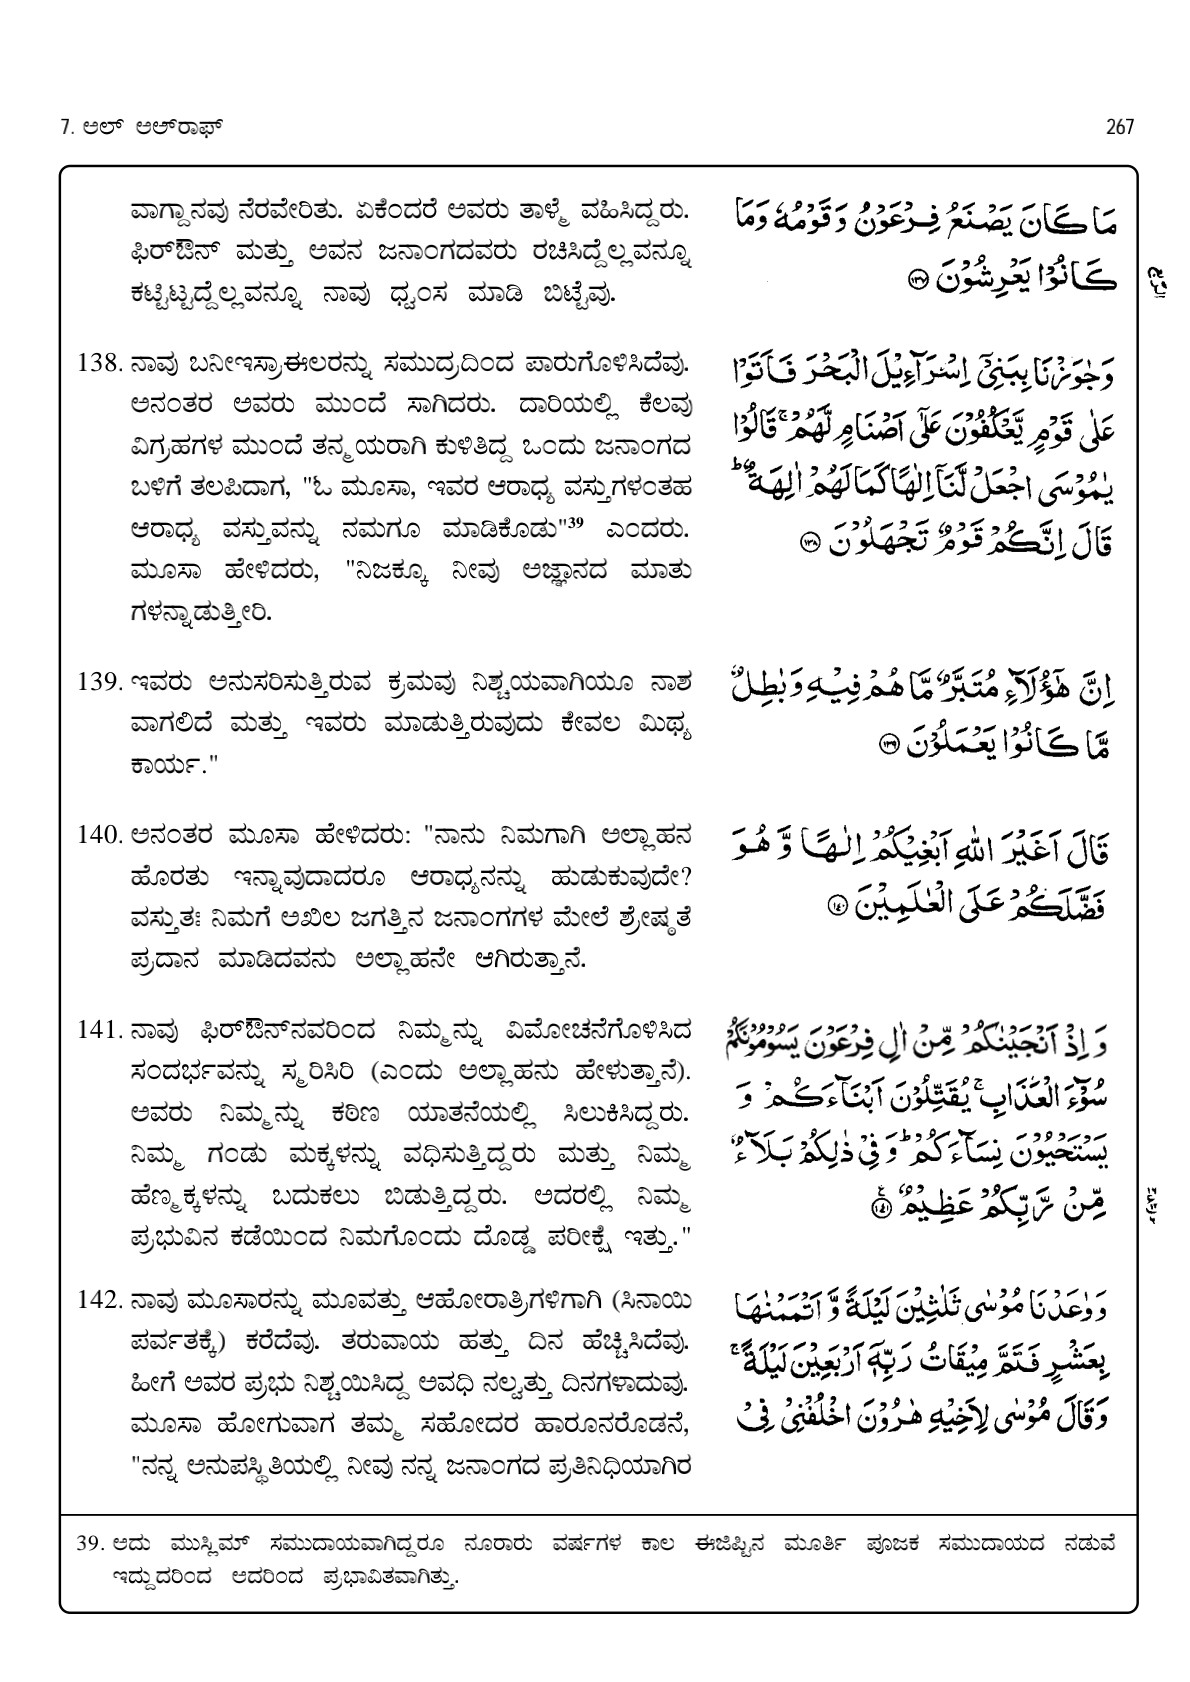 7. ಅಲ್ ಆಅ್‌ರಾಫ್
267
ವಾಗ್ದಾನವು ನೆರವೇರಿತು. ಏಕೆಂದರೆ ಅವರು ತಾಳ್ಮೆ ವಹಿಸಿದ್ದರು.
ಫಿರ್‌ಔನ್ ಮತ್ತು ಅವನ ಜನಾಂಗದವರು ರಚಿಸಿದ್ದೆಲ್ಲವನ್ನೂ
ಕಟ್ಟಿಟ್ಟದ್ದೆಲ್ಲವನ್ನೂ ನಾವು ಧ್ವಂಸ ಮಾಡಿ ಬಿಟ್ಟೆವು.
مَا كَانَ يَصْنَعُ فِرْعَوْنُ وَقَوْمُهٗ وَمَا
كَانُوْا يَعْرِشُوْنَ ۝١٣٧
الربع
138. ನಾವು ಬನೀಇಸ್ರಾಈಲರನ್ನು ಸಮುದ್ರದಿಂದ ಪಾರುಗೊಳಿಸಿದೆವು.
ಅನಂತರ ಅವರು ಮುಂದೆ ಸಾಗಿದರು. ದಾರಿಯಲ್ಲಿ ಕೆಲವು
ವಿಗ್ರಹಗಳ ಮುಂದೆ ತನ್ಮಯರಾಗಿ ಕುಳಿತಿದ್ದ ಒಂದು ಜನಾಂಗದ
ಬಳಿಗೆ ತಲಪಿದಾಗ, "ಓ ಮೂಸಾ, ಇವರ ಆರಾಧ್ಯ ವಸ್ತುಗಳಂತಹ
ಆರಾಧ್ಯ ವಸ್ತುವನ್ನು ನಮಗೂ ಮಾಡಿಕೊಡು"³⁹ ಎಂದರು.
ಮೂಸಾ ಹೇಳಿದರು, "ನಿಜಕ್ಕೂ ನೀವು ಅಜ್ಞಾನದ ಮಾತು
ಗಳನ್ನಾಡುತ್ತೀರಿ.
وَجٰوَزْنَا بِبَنِيْٓ اِسْرَآءِيْلَ الْبَحْرَ فَاَتَوْا
عَلٰى قَوْمٍ يَّعْكُفُوْنَ عَلٰٓى اَصْنَامٍ لَّهُمْ ۚ قَالُوْا
يٰمُوْسَى اجْعَلْ لَّنَآ اِلٰهًا كَمَا لَهُمْ اٰلِهَةٌ ؕ
قَالَ اِنَّكُمْ قَوْمٌ تَجْهَلُوْنَ ۝١٣٨
139. ಇವರು ಅನುಸರಿಸುತ್ತಿರುವ ಕ್ರಮವು ನಿಶ್ಚಯವಾಗಿಯೂ ನಾಶ
ವಾಗಲಿದೆ ಮತ್ತು ಇವರು ಮಾಡುತ್ತಿರುವುದು ಕೇವಲ ಮಿಥ್ಯ
ಕಾರ್ಯ."
اِنَّ هٰٓؤُلَآءِ مُتَبَّرٌ مَّا هُمْ فِيْهِ وَبٰطِلٌ
مَّا كَانُوْا يَعْمَلُوْنَ ۝١٣٩
140. ಅನಂತರ ಮೂಸಾ ಹೇಳಿದರು: "ನಾನು ನಿಮಗಾಗಿ ಅಲ್ಲಾಹನ
ಹೊರತು ಇನ್ನಾವುದಾದರೂ ಆರಾಧ್ಯನನ್ನು ಹುಡುಕುವುದೇ?
ವಸ್ತುತಃ ನಿಮಗೆ ಅಖಿಲ ಜಗತ್ತಿನ ಜನಾಂಗಗಳ ಮೇಲೆ ಶ್ರೇಷ್ಠತೆ
ಪ್ರದಾನ ಮಾಡಿದವನು ಅಲ್ಲಾಹನೇ ಆಗಿರುತ್ತಾನೆ.
قَالَ اَغَيْرَ اللّٰهِ اَبْغِيْكُمْ اِلٰهًا وَّهُوَ
فَضَّلَكُمْ عَلَى الْعٰلَمِيْنَ ۝١٤٠
141. ನಾವು ಫಿರ್‌ಔನ್‌ನವರಿಂದ ನಿಮ್ಮನ್ನು ವಿಮೋಚನೆಗೊಳಿಸಿದ
ಸಂದರ್ಭವನ್ನು ಸ್ಮರಿಸಿರಿ (ಎಂದು ಅಲ್ಲಾಹನು ಹೇಳುತ್ತಾನೆ).
ಅವರು ನಿಮ್ಮನ್ನು ಕಠಿಣ ಯಾತನೆಯಲ್ಲಿ ಸಿಲುಕಿಸಿದ್ದರು.
ನಿಮ್ಮ ಗಂಡು ಮಕ್ಕಳನ್ನು ವಧಿಸುತ್ತಿದ್ದರು ಮತ್ತು ನಿಮ್ಮ
ಹೆಣ್ಮಕ್ಕಳನ್ನು ಬದುಕಲು ಬಿಡುತ್ತಿದ್ದರು. ಅದರಲ್ಲಿ ನಿಮ್ಮ
ಪ್ರಭುವಿನ ಕಡೆಯಿಂದ ನಿಮಗೊಂದು ದೊಡ್ಡ ಪರೀಕ್ಷೆ ಇತ್ತು."
وَاِذْ اَنْجَيْنٰكُمْ مِّنْ اٰلِ فِرْعَوْنَ يَسُوْمُوْنَكُمْ
سُوْٓءَ الْعَذَابِ ۚ يُقَتِّلُوْنَ اَبْنَآءَكُمْ وَ
يَسْتَحْيُوْنَ نِسَآءَكُمْ ؕ وَفِيْ ذٰلِكُمْ بَلَآءٌ
مِّنْ رَّبِّكُمْ عَظِيْمٌ ۝١٤١
142. ನಾವು ಮೂಸಾರನ್ನು ಮೂವತ್ತು ಆಹೋರಾತ್ರಿಗಳಿಗಾಗಿ (ಸಿನಾಯಿ
ಪರ್ವತಕ್ಕೆ) ಕರೆದೆವು. ತರುವಾಯ ಹತ್ತು ದಿನ ಹೆಚ್ಚಿಸಿದೆವು.
ಹೀಗೆ ಅವರ ಪ್ರಭು ನಿಶ್ಚಯಿಸಿದ್ದ ಅವಧಿ ನಲ್ವತ್ತು ದಿನಗಳಾದುವು.
ಮೂಸಾ ಹೋಗುವಾಗ ತಮ್ಮ ಸಹೋದರ ಹಾರೂನರೊಡನೆ,
"ನನ್ನ ಅನುಪಸ್ಥಿತಿಯಲ್ಲಿ ನೀವು ನನ್ನ ಜನಾಂಗದ ಪ್ರತಿನಿಧಿಯಾಗಿರ
وَوٰعَدْنَا مُوْسٰى ثَلٰثِيْنَ لَيْلَةً وَّاَتْمَمْنٰهَا
بِعَشْرٍ فَتَمَّ مِيْقَاتُ رَبِّهٖٓ اَرْبَعِيْنَ لَيْلَةً ۚ
وَقَالَ مُوْسٰى لِاَخِيْهِ هٰرُوْنَ اخْلُفْنِيْ فِيْ
39. ಅದು ಮುಸ್ಲಿಮ್ ಸಮುದಾಯವಾಗಿದ್ದರೂ ನೂರಾರು ವರ್ಷಗಳ ಕಾಲ ಈಜಿಪ್ಟಿನ ಮೂರ್ತಿ ಪೂಜಕ ಸಮುದಾಯದ ನಡುವೆ
ಇದ್ದುದರಿಂದ ಅದರಿಂದ ಪ್ರಭಾವಿತವಾಗಿತ್ತು.